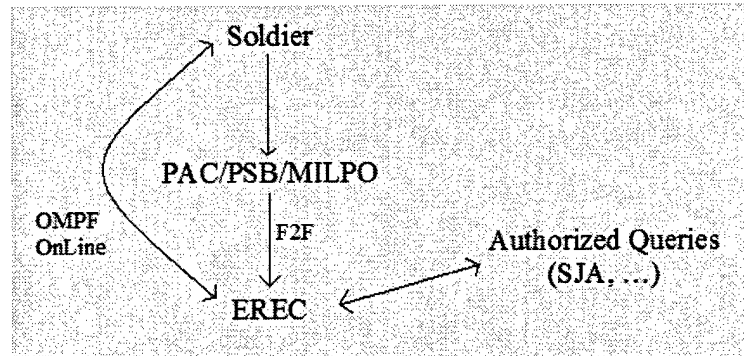 Soldier
PAC/PSB/MILPO
OMPF
OnLine
F2F
Authorized Queries
(SJA, ...)
EREC